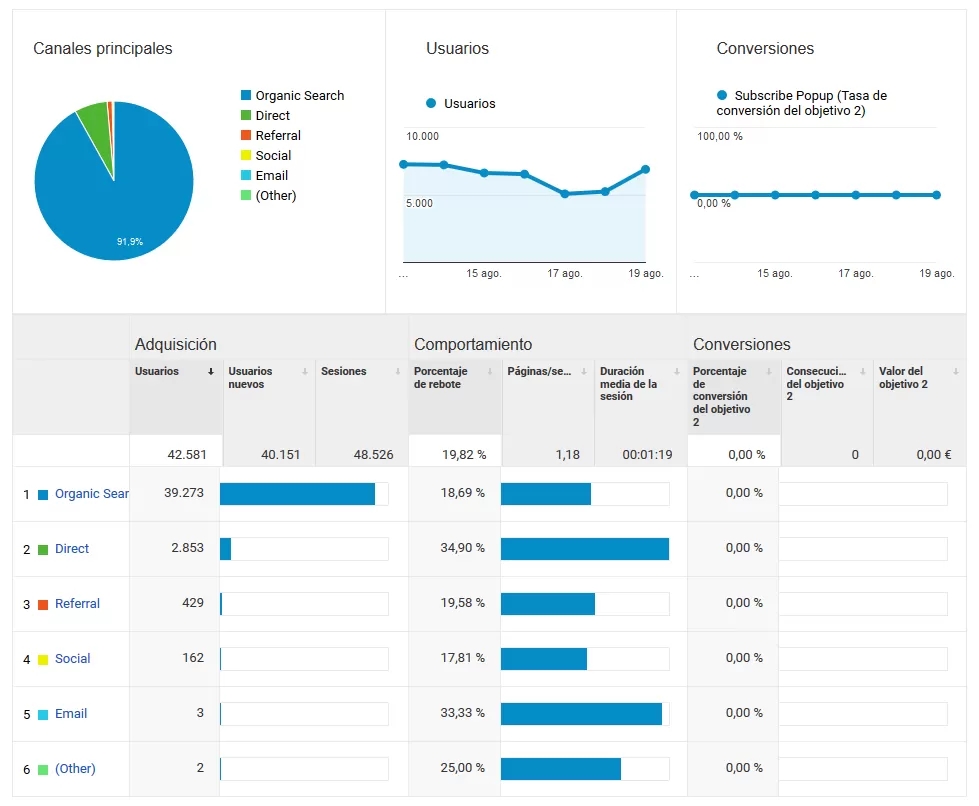 Canales principales
Organic Search
Direct
Referral
Social
Email
(Other)
91,9%
Usuarios
Usuarios
10.000
5.000
...
15 ago.
17 ago.
19 ago.
Conversiones
Subscribe Popup (Tasa de
conversión del objetivo 2)
100,00 %
0,00 %
...
15 ago.
17 ago.
19 ago.
Adquisición
Comportamiento
Conversiones
Usuarios
Usuarios
nuevos
Sesiones
Porcentaje
de rebote
Páginas/se...
Duración
media de la
sesión
Porcentaje
de
conversión
del objetivo
2
Consecuci...
del objetivo
2
Valor del
objetivo 2
42.581 40.151 48.526 19,82 % 1,18 00:01:19 0,00 % 0 0,00 €
1 Organic Sear 39.273 18,69 % 0,00 %
2 Direct 2.853 34,90 % 0,00 %
3 Referral 429 19,58 % 0,00 %
4 Social 162 17,81 % 0,00 %
5 Email 3 33,33 % 0,00 %
6 (Other) 2 25,00 % 0,00 %